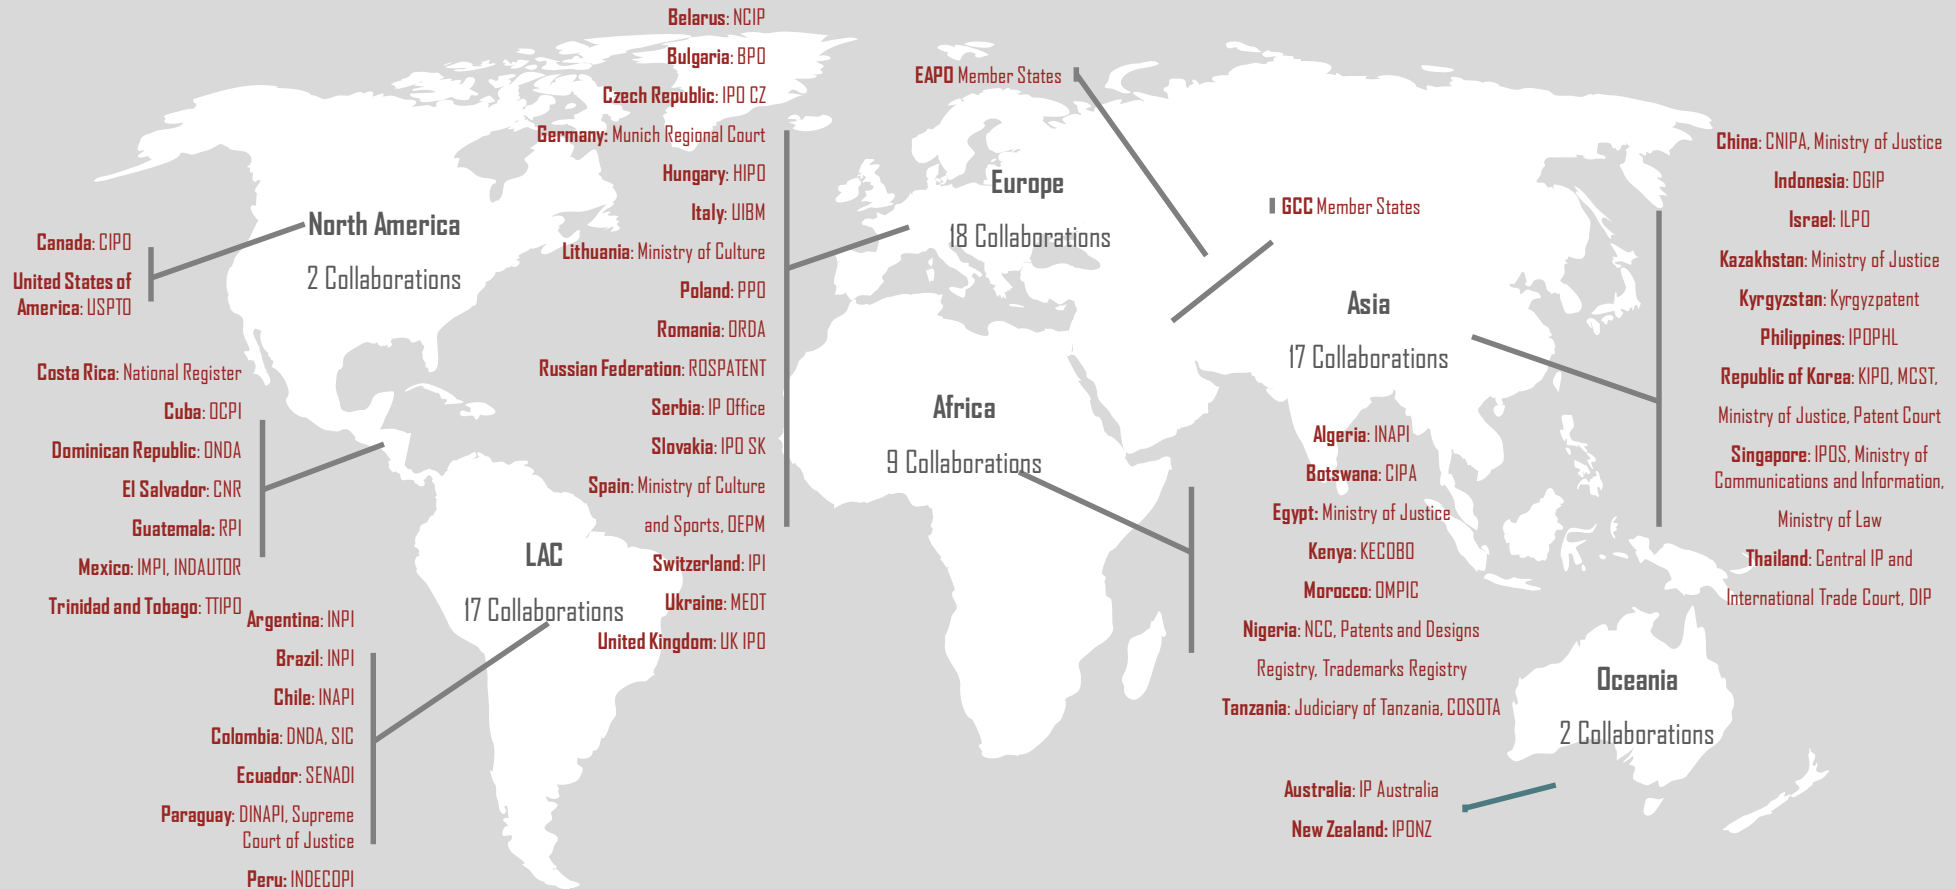 North America
2 Collaborations
Canada: CIPO
United States of
America: USPTO
Costa Rica: National Register
Cuba: OCPI
Dominican Republic: ONDA
El Salvador: CNR
Guatemala: RPI
Mexico: IMPI, INDAUTOR
Trinidad and Tobago: TTIPO
LAC
17 Collaborations
Argentina: INPI
Brazil: INPI
Chile: INAPI
Colombia: DNDA, SIC
Ecuador: SENADI
Paraguay: DINAPI, Supreme
Court of Justice
Peru: INDECOPI
Belarus: NCIP
Bulgaria: BPO
Czech Republic: IPO CZ
Germany: Munich Regional Court
Hungary: HIPO
Italy: UIBM
Lithuania: Ministry of Culture
Poland: PPO
Romania: ORDA
Russian Federation: ROSPATENT
Serbia: IP Office
Slovakia: IPO SK
Spain: Ministry of Culture
and Sports, OEPM
Switzerland: IPI
Ukraine: MEDT
United Kingdom: UK IPO
Europe
18 Collaborations
EAPO Member States
GCC Member States
Asia
17 Collaborations
China: CNIPA, Ministry of Justice
Indonesia: DGIP
Israel: ILPO
Kazakhstan: Ministry of Justice
Kyrgyzstan: Kyrgyzpatent
Philippines: IPOPHL
Republic of Korea: KIPO, MCST,
Ministry of Justice, Patent Court
Singapore: IPOS, Ministry of
Communications and Information,
Ministry of Law
Thailand: Central IP and
International Trade Court, DIP
Africa
9 Collaborations
Algeria: INAPI
Botswana: CIPA
Egypt: Ministry of Justice
Kenya: KECOBO
Morocco: OMPIC
Nigeria: NCC, Patents and Designs
Registry, Trademarks Registry
Tanzania: Judiciary of Tanzania, COSOTA
Oceania
2 Collaborations
Australia: IP Australia
New Zealand: IPONZ